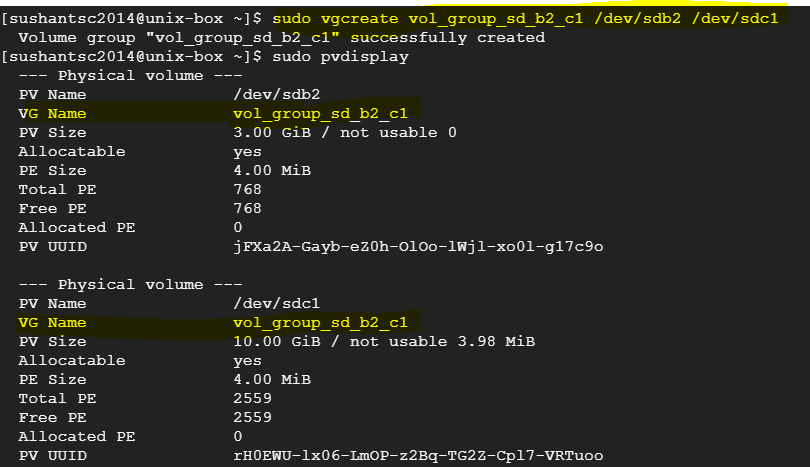 [sushantsc2014@unix-box ~]$ sudo vgcreate vol_group_sd_b2_c1 /dev/sdb2 /dev/sdc1
  Volume group "vol_group_sd_b2_c1" successfully created
[sushantsc2014@unix-box ~]$ sudo pvdisplay
  --- Physical volume ---
  PV Name               /dev/sdb2
  VG Name               vol_group_sd_b2_c1
  PV Size               3.00 GiB / not usable 0
  Allocatable           yes
  PE Size               4.00 MiB
  Total PE              768
  Free PE               768
  Allocated PE          0
  PV UUID               jFXa2A-Gayb-eZ0h-OlOo-lWjl-xo0l-g17c9o

  --- Physical volume ---
  PV Name               /dev/sdc1
  VG Name               vol_group_sd_b2_c1
  PV Size               10.00 GiB / not usable 3.98 MiB
  Allocatable           yes
  PE Size               4.00 MiB
  Total PE              2559
  Free PE               2559
  Allocated PE          0
  PV UUID               rH0EWU-lx06-LmOP-z2Bq-TG2Z-Cpl7-VRTuoo